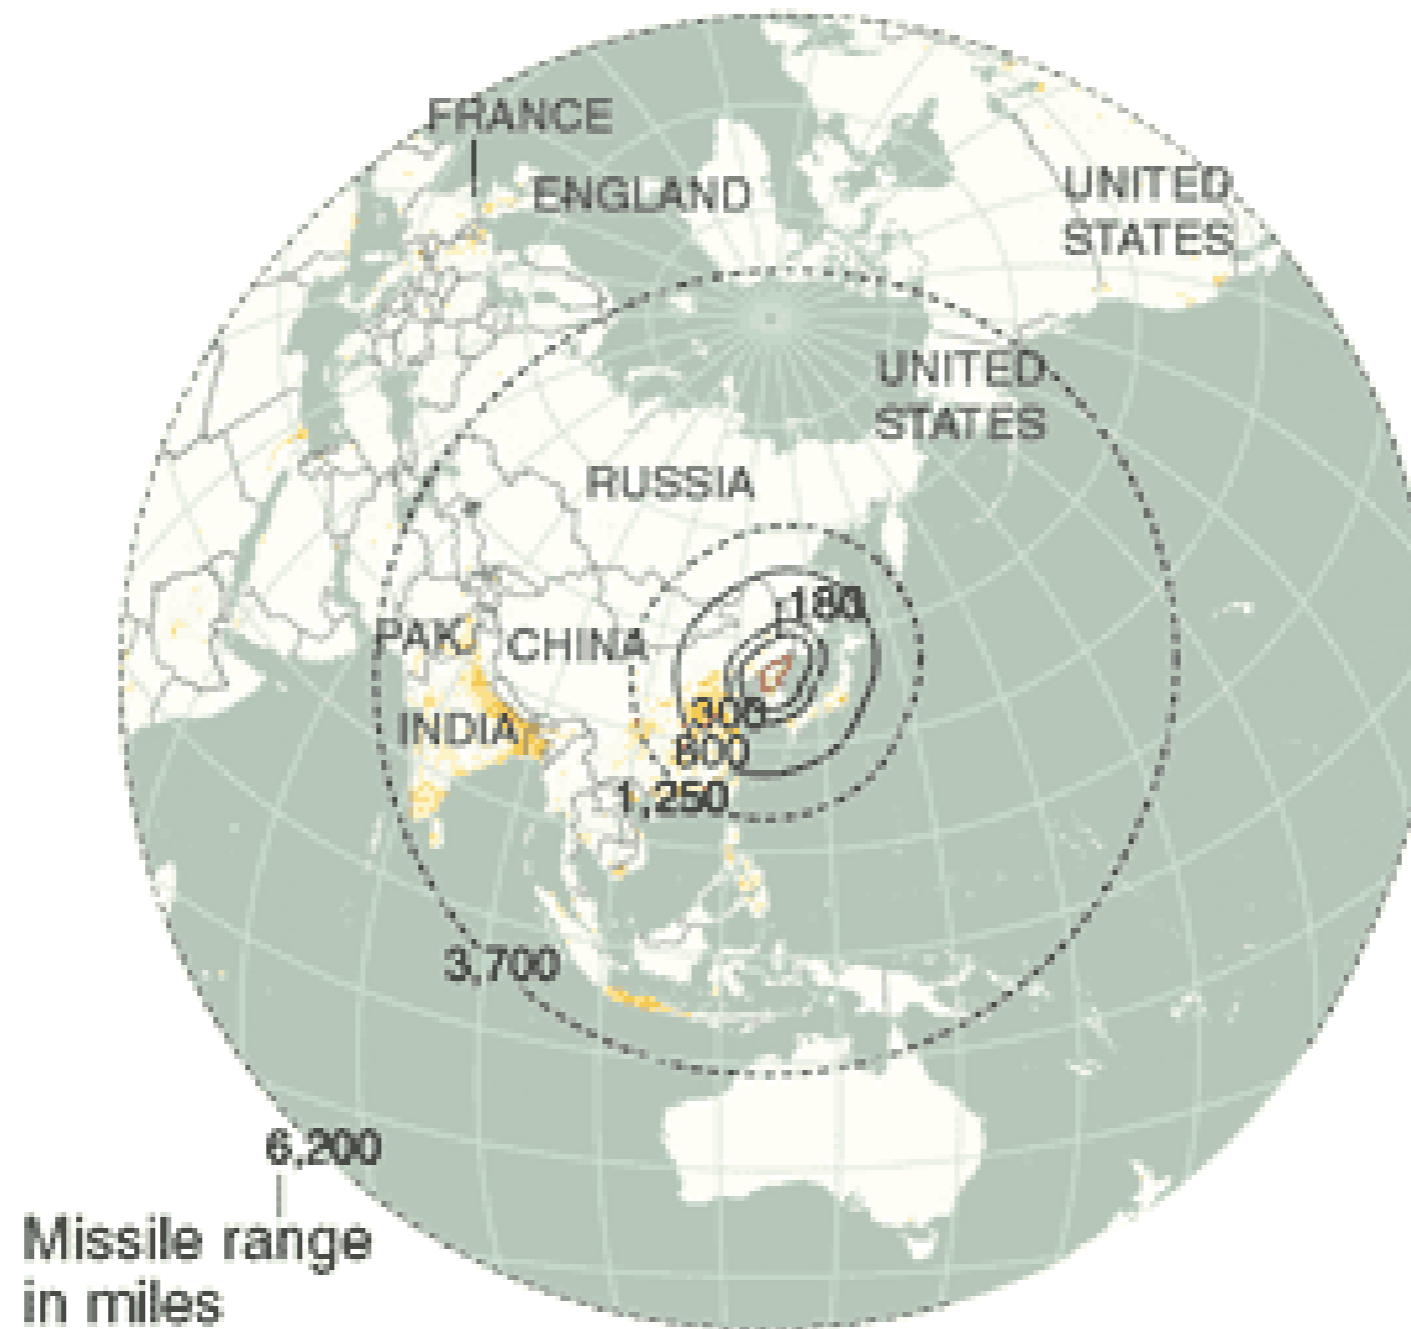 FRANCE
ENGLAND
UNITED
STATES
UNITED
STATES
RUSSIA
180
PAK.
CHINA
INDIA
300
600
1,250
3,700
6,200
Missile range
in miles